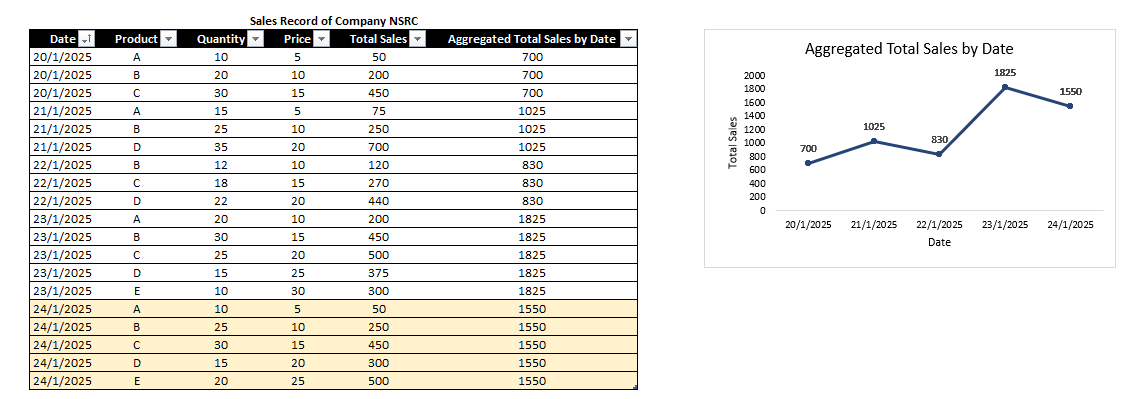 Sales Record of Company NSRC
Date Product Quantity Price Total Sales Aggregated Total Sales by Date
20/1/2025 A 10 5 50 700
20/1/2025 B 20 10 200 700
20/1/2025 C 30 15 450 700
21/1/2025 A 15 5 75 1025
21/1/2025 B 25 10 250 1025
21/1/2025 D 35 20 700 1025
22/1/2025 B 12 10 120 830
22/1/2025 C 18 15 270 830
22/1/2025 D 22 20 440 830
23/1/2025 A 20 10 200 1825
23/1/2025 B 30 15 450 1825
23/1/2025 C 25 20 500 1825
23/1/2025 D 15 25 375 1825
23/1/2025 E 10 30 300 1825
24/1/2025 A 10 5 50 1550
24/1/2025 B 25 10 250 1550
24/1/2025 C 30 15 450 1550
24/1/2025 D 15 20 300 1550
24/1/2025 E 20 25 500 1550
Aggregated Total Sales by Date
Total Sales
2000
1800
1600
1400
1200
1000
800
600
400
200
0
700
1025
830
1825
1550
20/1/2025 21/1/2025 22/1/2025 23/1/2025 24/1/2025
Date